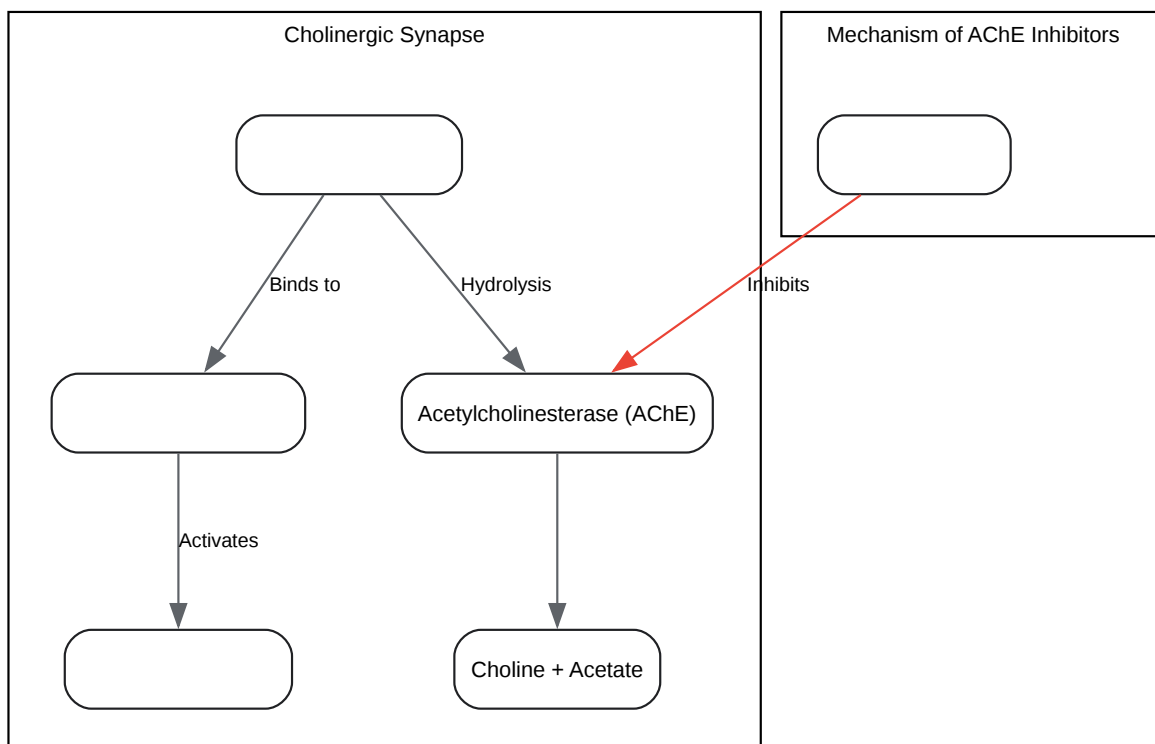 Cholinergic Synapse
Mechanism of AChE Inhibitors
Binds to
Hydrolysis
Inhibits
Acetylcholinesterase (AChE)
Activates
Choline + Acetate